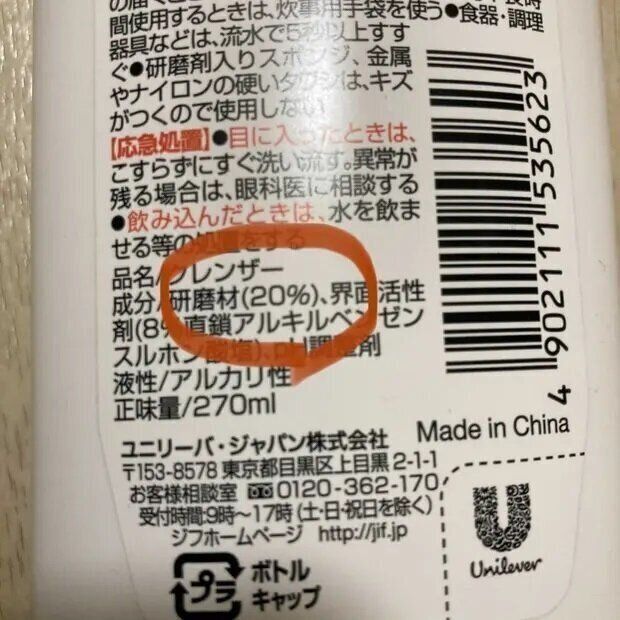 間使用するときは、炊事用手袋を使う●食器・調理
器具などは、流水で5秒以上すす
ぐ●研磨剤入りスポンジ、金属
やナイロンの硬いタワシは、キズ
がつくので使用しない
【応急処置】●目に入ったときは、
こすらずにすぐ洗い流す。異常が
残る場合は、眼科医に相談する
●飲み込んだときは、水を飲ま
せる等の処置をする
品名/クレンザー
成分/研磨材(20%)、界面活性
剤(8%直鎖アルキルベンゼン
スルホン酸塩)、pH調整剤
液性/アルカリ性
正味量/270ml
4902111535623
Made in China
ユニリーバ・ジャパン株式会社
〒153-8578 東京都目黒区上目黒2-1-1
お客様相談室 0120-362-170
受付時間:9時〜17時(土・日・祝日を除く)
ジフホームページ http://jif.jp
Unilever
プラ
ボトル
キャップ